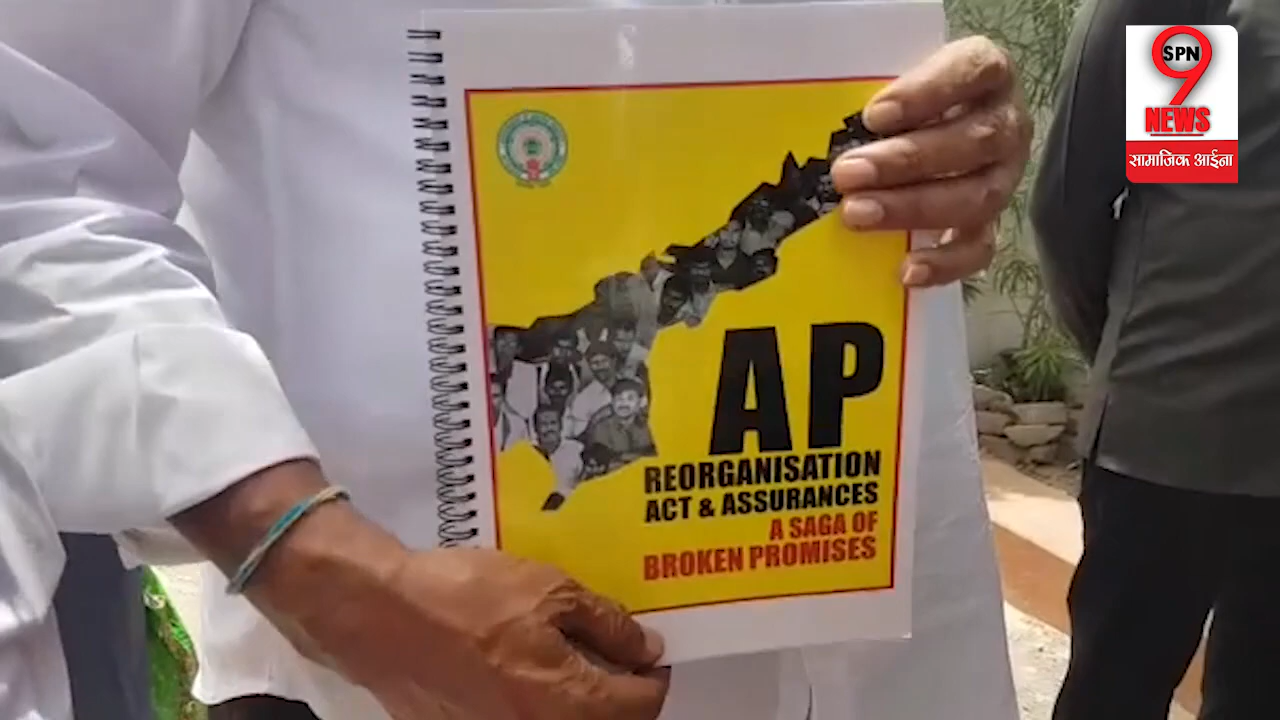 SPN
9
NEWS
सामाजिक आईना
AP
REORGANISATION
ACT & ASSURANCES
A SAGA OF
BROKEN PROMISES